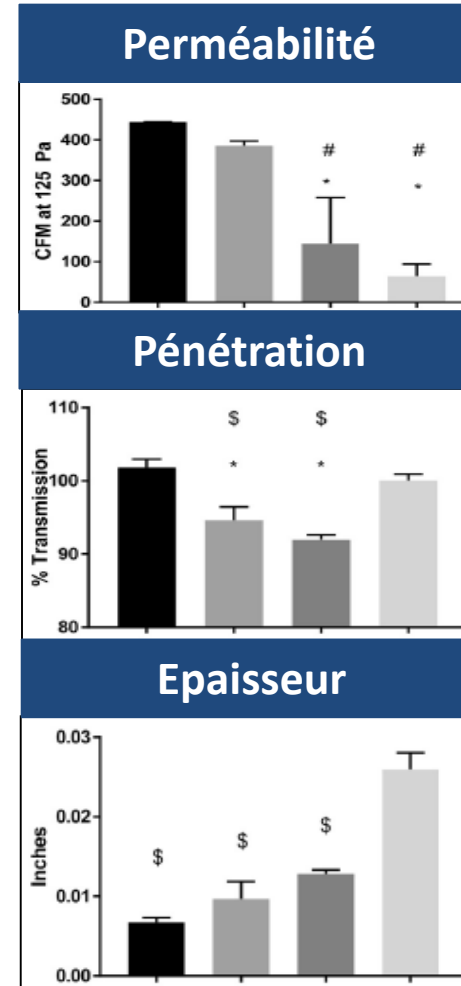 Perméabilité
500
400
300
200
100
0
CFM at 125 Pa
# #
* *
Pénétration
110
100
90
80
% Transmission
$ $
* *
Epaisseur
0.03
0.02
0.01
0.00
Inches
$ $ $